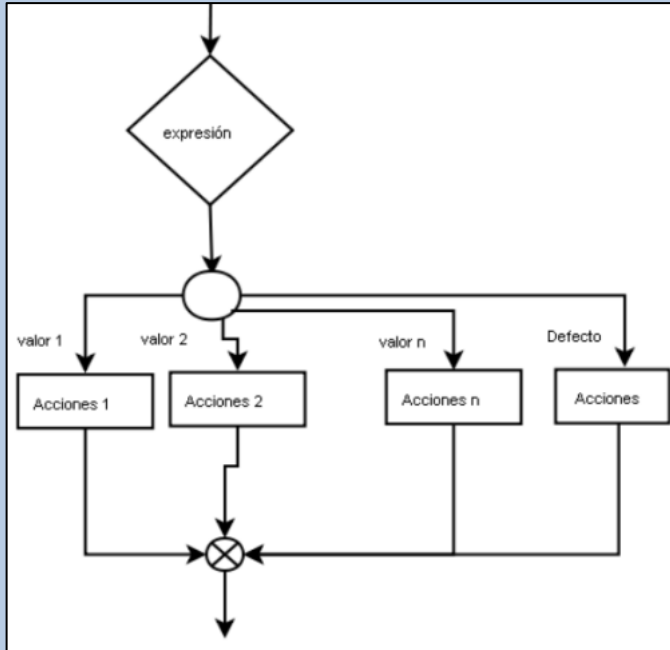 expresión
valor 1
valor 2
valor n
Defecto
Acciones 1
Acciones 2
Acciones n
Acciones